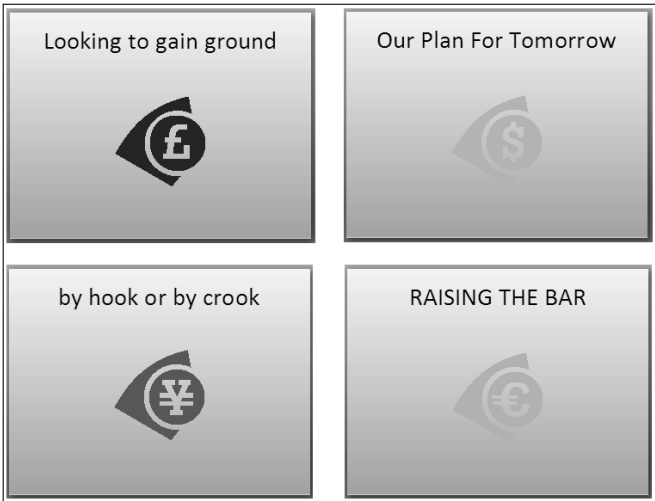 Looking to gain ground
£
Our Plan For Tomorrow
$
by hook or by crook
¥
RAISING THE BAR
€